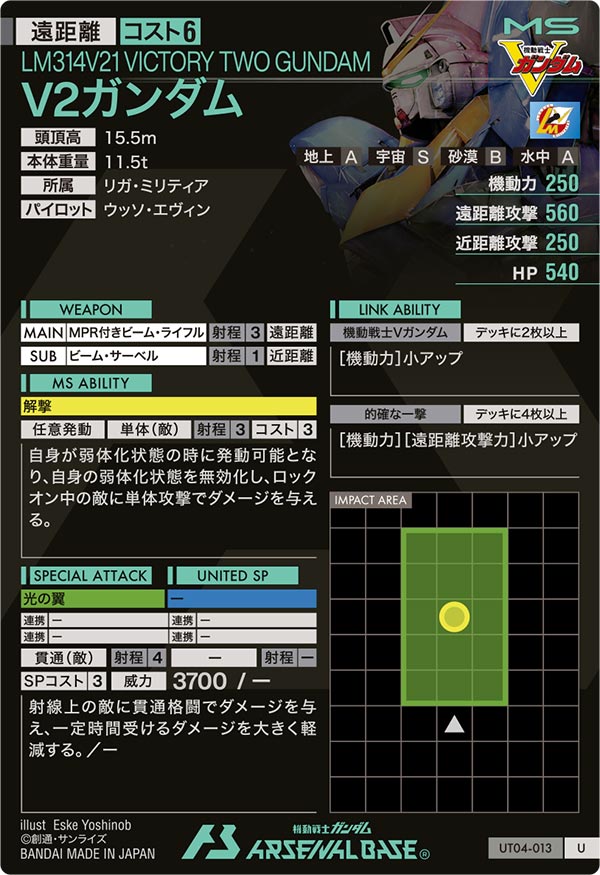 遠距離 コスト6
MS
LM314V21 VICTORY TWO GUNDAM
機動戦士
Vガンダム
V2ガンダム
LM
頭頂高 15.5m
本体重量 11.5t
所属 リガ・ミリティア
パイロット ウッソ・エヴィン
地上 A 宇宙 S 砂漠 B 水中 A
機動力 250
遠距離攻撃 560
近距離攻撃 250
HP 540
WEAPON
MAIN MPR付きビーム・ライフル 射程 3 遠距離
SUB ビーム・サーベル 射程 1 近距離
MS ABILITY
解撃
任意発動 単体(敵) 射程 3 コスト 3
自身が弱体化状態の時に発動可能とな
り、自身の弱体化状態を無効化し、ロック
オン中の敵に単体攻撃でダメージを与え
る。
LINK ABILITY
機動戦士Vガンダム デッキに2枚以上
[機動力]小アップ
的確な一撃 デッキに4枚以上
[機動力][遠距離攻撃力]小アップ
SPECIAL ATTACK UNITED SP
光の翼 ー
連携 ー 連携 ー
連携 ー 連携 ー
貫通(敵) 射程 4 ー 射程 ー
SPコスト 3 威力 3700 / ー
射線上の敵に貫通格闘でダメージを与
え、一定時間受けるダメージを大きく軽
減する。/ー
IMPACT AREA
illust Eske Yoshinob
©創通・サンライズ
BANDAI MADE IN JAPAN
機動戦士ガンダム
AB ARSENAL BASE®
UT04-013 U